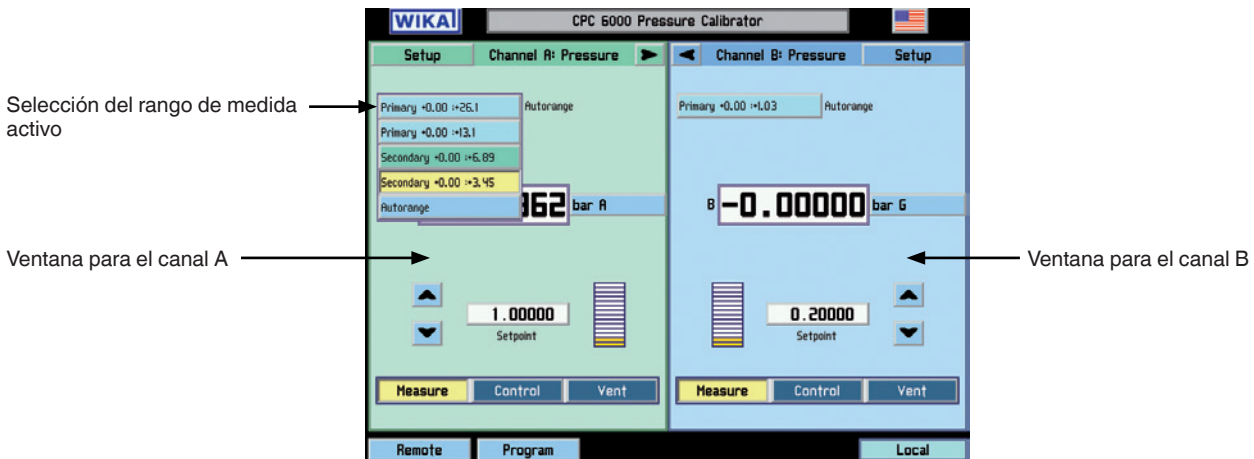 WIKA
CPC 6000 Pressure Calibrator
Setup
Channel A: Pressure
Channel B: Pressure
Setup
Selección del rango de medida
activo
Primary +0.00 :+26.1
Autorange
Primary +0.00 :+13.1
Secondary +0.00 :+6.89
Secondary +0.00 :+3.45
Autorange
362 bar A
Primary +0.00 :+1.03
Autorange
B -0.00000 bar G
Ventana para el canal A
Ventana para el canal B
1.00000
Setpoint
0.20000
Setpoint
Measure
Control
Vent
Measure
Control
Vent
Remote
Program
Local